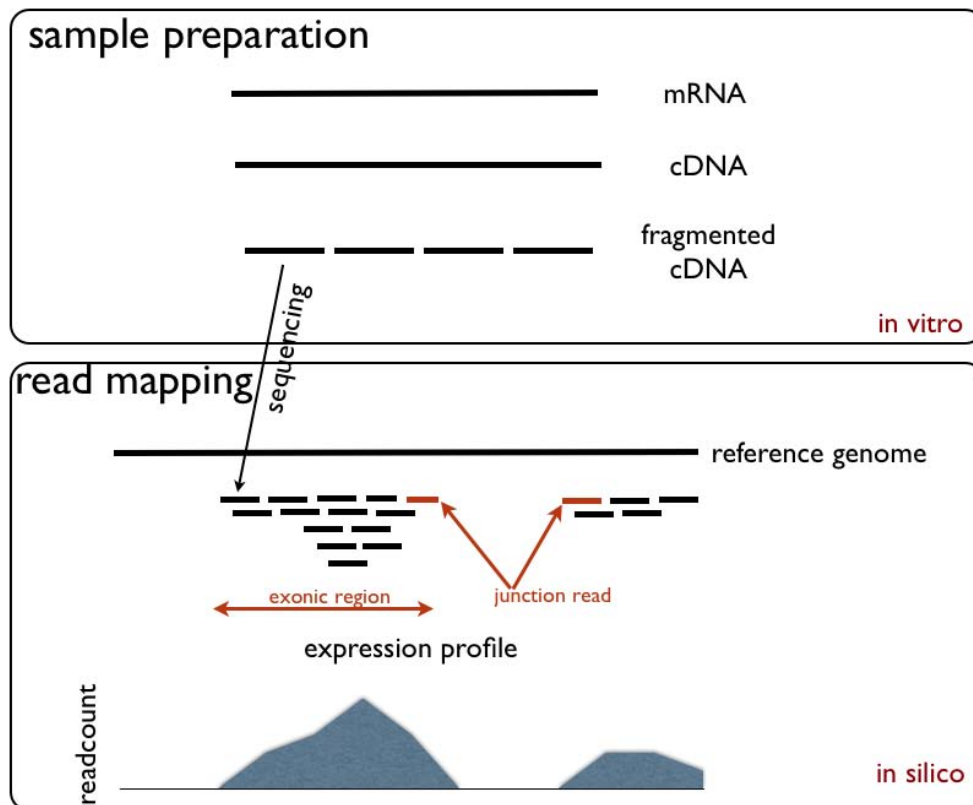 sample preparation
mRNA
cDNA
fragmented
cDNA
in vitro
sequencing
read mapping
reference genome
exonic region
junction read
expression profile
readcount
in silico